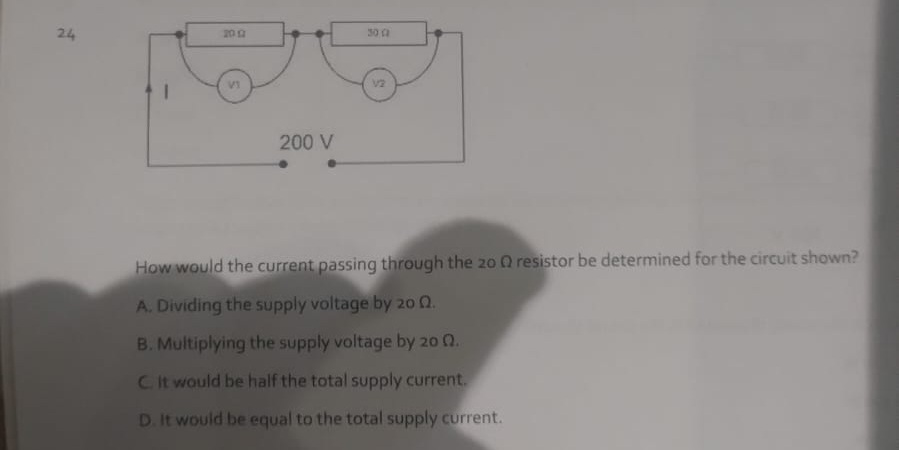 24
20 Ω
30 Ω
V1
V2
I
200 V
How would the current passing through the 20 Ω resistor be determined for the circuit shown?
A. Dividing the supply voltage by 20 Ω.
B. Multiplying the supply voltage by 20 Ω.
C. It would be half the total supply current.
D. It would be equal to the total supply current.